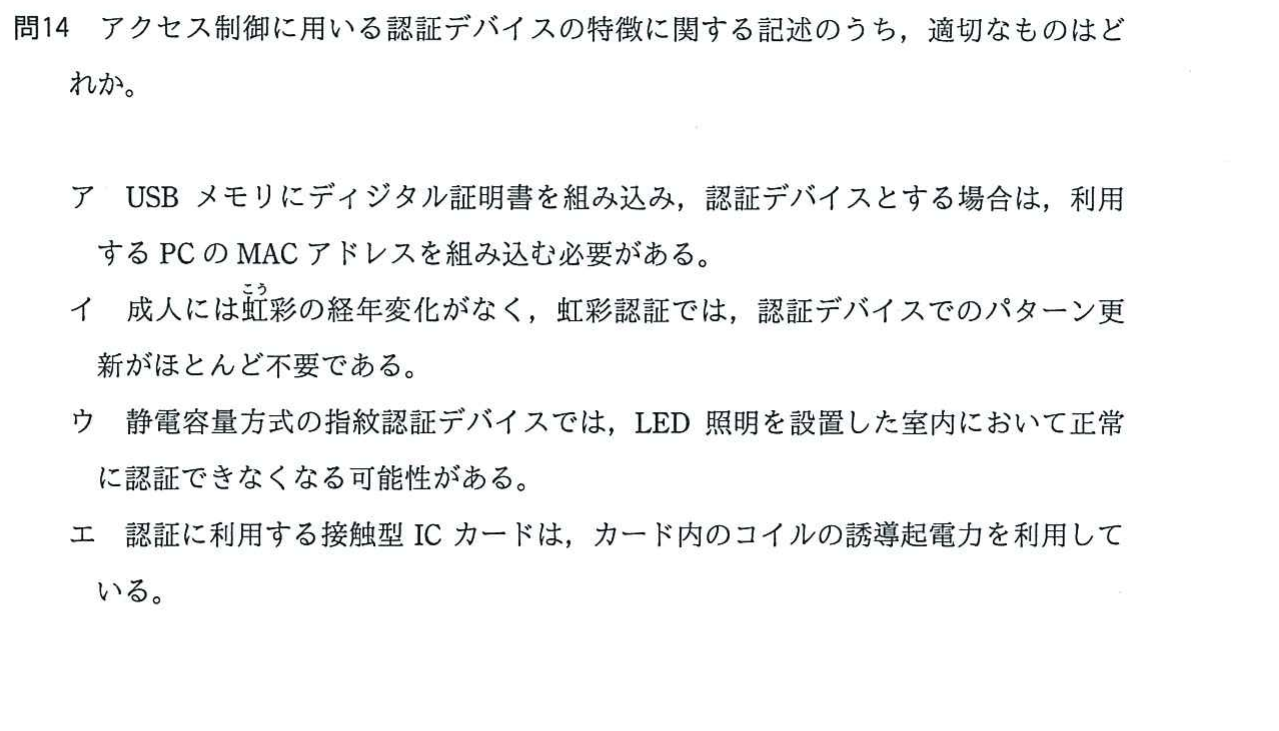 問14　アクセス制御に用いる認証デバイスの特徴に関する記述のうち，適切なものはど
れか。
ア　USB メモリにディジタル証明書を組み込み，認証デバイスとする場合は，利用
する PC の MAC アドレスを組み込む必要がある。
こう
イ　成人には虹彩の経年変化がなく，虹彩認証では，認証デバイスでのパターン更
新がほとんど不要である。
ウ　静電容量方式の指紋認証デバイスでは，LED 照明を設置した室内において正常
に認証できなくなる可能性がある。
エ　認証に利用する接触型 IC カードは，カード内のコイルの誘導起電力を利用して
いる。